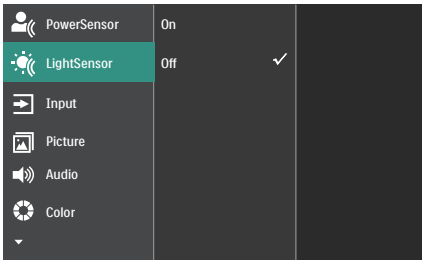 PowerSensor
On
LightSensor
Off
Input
Picture
Audio
Color